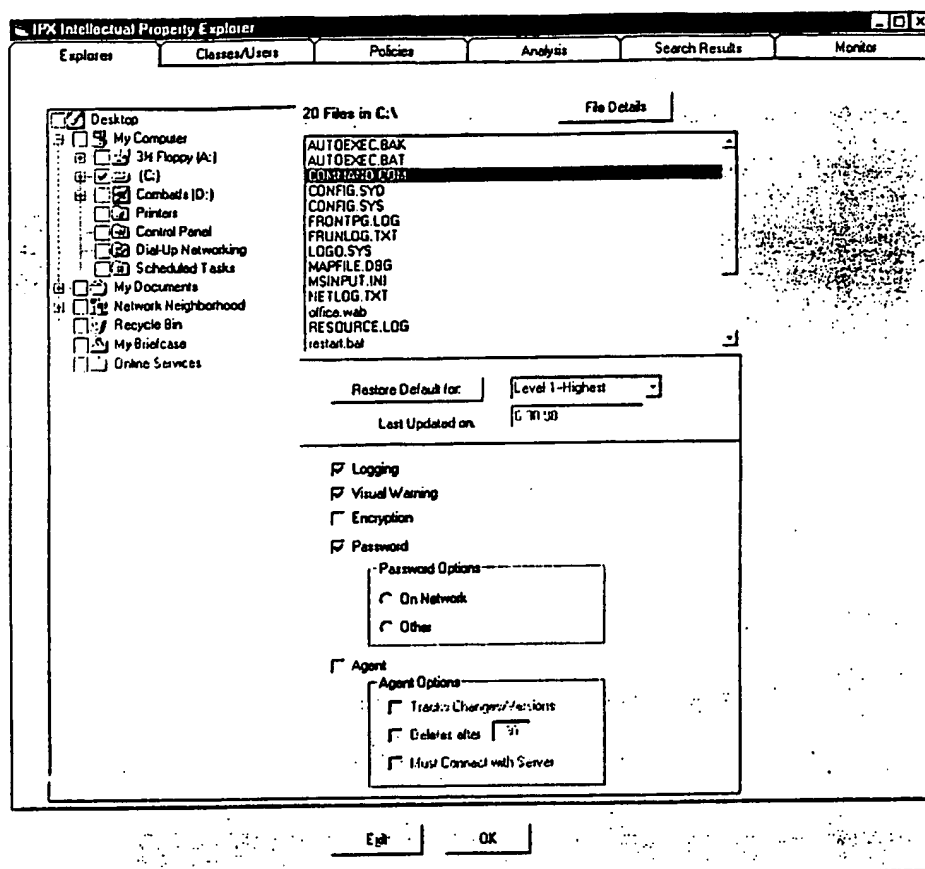 IPX Intellectual Property Explorer
Explorer Classes/Users Policies Analysis Search Results Monitor
20 Files in C:\ File Details
Desktop
My Computer
3½ Floppy (A:)
(C:)
(D:)
Printers
Control Panel
Dial-Up Networking
Scheduled Tasks
My Documents
Network Neighborhood
Recycle Bin
My Briefcase
Online Services
AUTOEXEC.BAK
AUTOEXEC.BAT
COMMAND.COM
CONFIG.SYD
CONFIG.SYS
FRONTPG.LOG
FRUNLOG.TXT
LOGO.SYS
MAPFILE.DBG
MSINPUT.INI
NETLOG.TXT
office.wab
RESOURCE.LOG
restart.bat
Restore Default for: Level 1-Highest
Last Updated on:
Logging
Visual Warning
Encryption
Password
Password Options
On Network
Other
Agent
Agent Options
Tracks Changes/Versions
Deletes after
Must Connect with Server
Exit OK